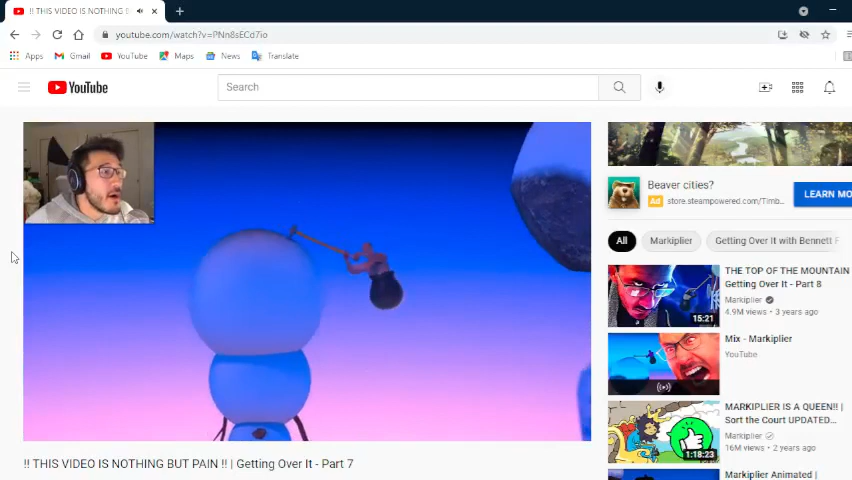 !! THIS VIDEO IS NOTHING !!
youtube.com/watch?v=PNn8sECd7io
Apps Gmail YouTube Maps News Translate
YouTube
Search
Beaver cities?
Ad store.steampowered.com/Timb...
LEARN MO
All Markiplier Getting Over It with Bennett F
THE TOP OF THE MOUNTAIN
Getting Over It - Part 8
Markiplier
4.9M views • 3 years ago
15:21
Mix - Markiplier
YouTube
MARKIPLIER IS A QUEEN!! |
Sort the Court UPDATED...
Markiplier
16M views • 2 years ago
1:18:23
Markiplier Animated |
!! THIS VIDEO IS NOTHING BUT PAIN !! | Getting Over It - Part 7